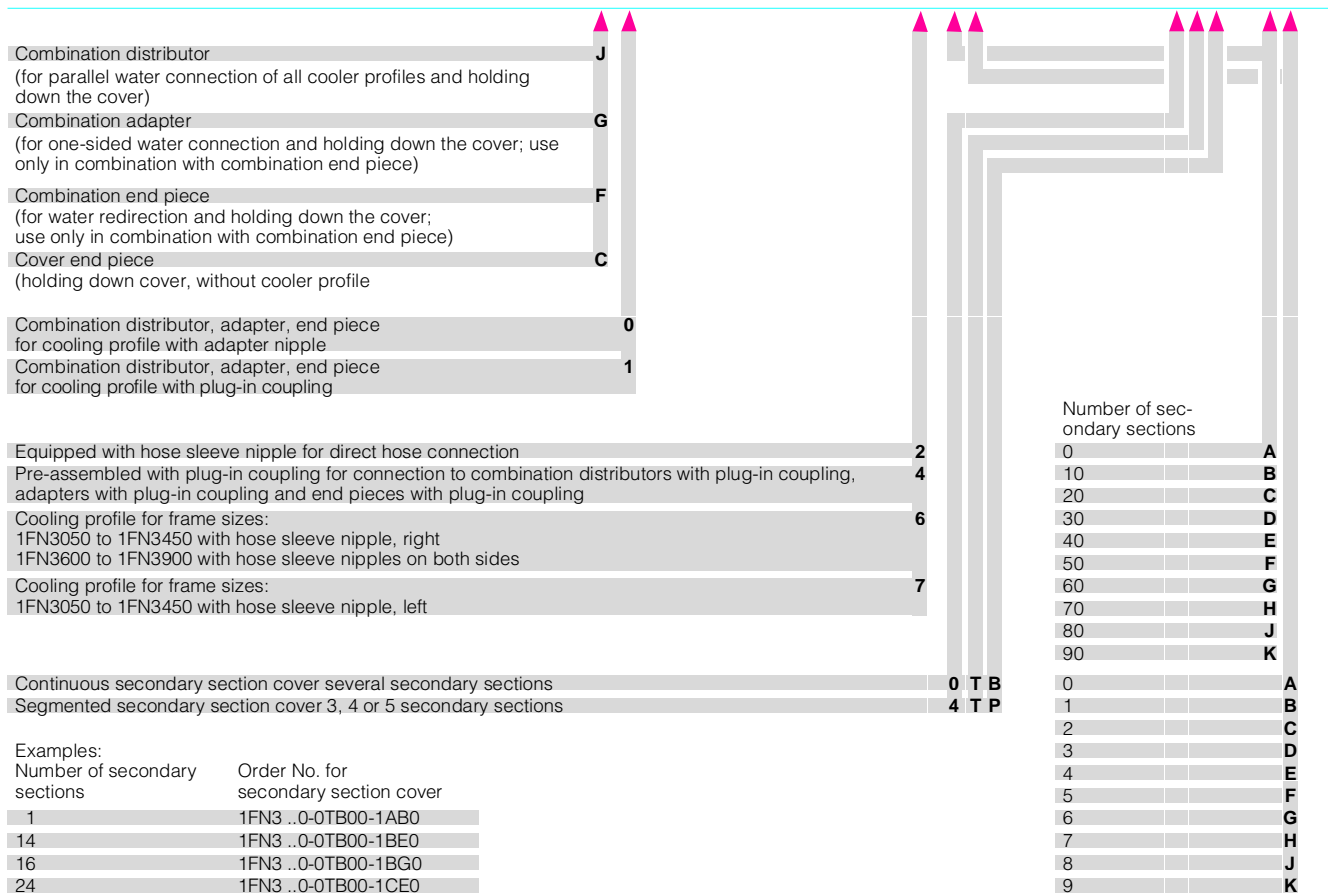 Combination distributor J
(for parallel water connection of all cooler profiles and holding
down the cover)
Combination adapter G
(for one-sided water connection and holding down the cover; use
only in combination with combination end piece)
Combination end piece F
(for water redirection and holding down the cover;
use only in combination with combination end piece)
Cover end piece C
(holding down cover, without cooler profile
Combination distributor, adapter, end piece 0
for cooling profile with adapter nipple
Combination distributor, adapter, end piece 1
for cooling profile with plug-in coupling
Equipped with hose sleeve nipple for direct hose connection 2
Pre-assembled with plug-in coupling for connection to combination distributors with plug-in coupling, 4
adapters with plug-in coupling and end pieces with plug-in coupling
Cooling profile for frame sizes: 6
1FN3050 to 1FN3450 with hose sleeve nipple, right
1FN3600 to 1FN3900 with hose sleeve nipples on both sides
Cooling profile for frame sizes: 7
1FN3050 to 1FN3450 with hose sleeve nipple, left
Continuous secondary section cover several secondary sections 0 T B
Segmented secondary section cover 3, 4 or 5 secondary sections 4 T P
Examples:
Number of secondary Order No. for
sections secondary section cover
1 1FN3 ..0-0TB00-1AB0
14 1FN3 ..0-0TB00-1BE0
16 1FN3 ..0-0TB00-1BG0
24 1FN3 ..0-0TB00-1CE0
Number of sec-
ondary sections
0 A
10 B
20 C
30 D
40 E
50 F
60 G
70 H
80 J
90 K
0 A
1 B
2 C
3 D
4 E
5 F
6 G
7 H
8 J
9 K